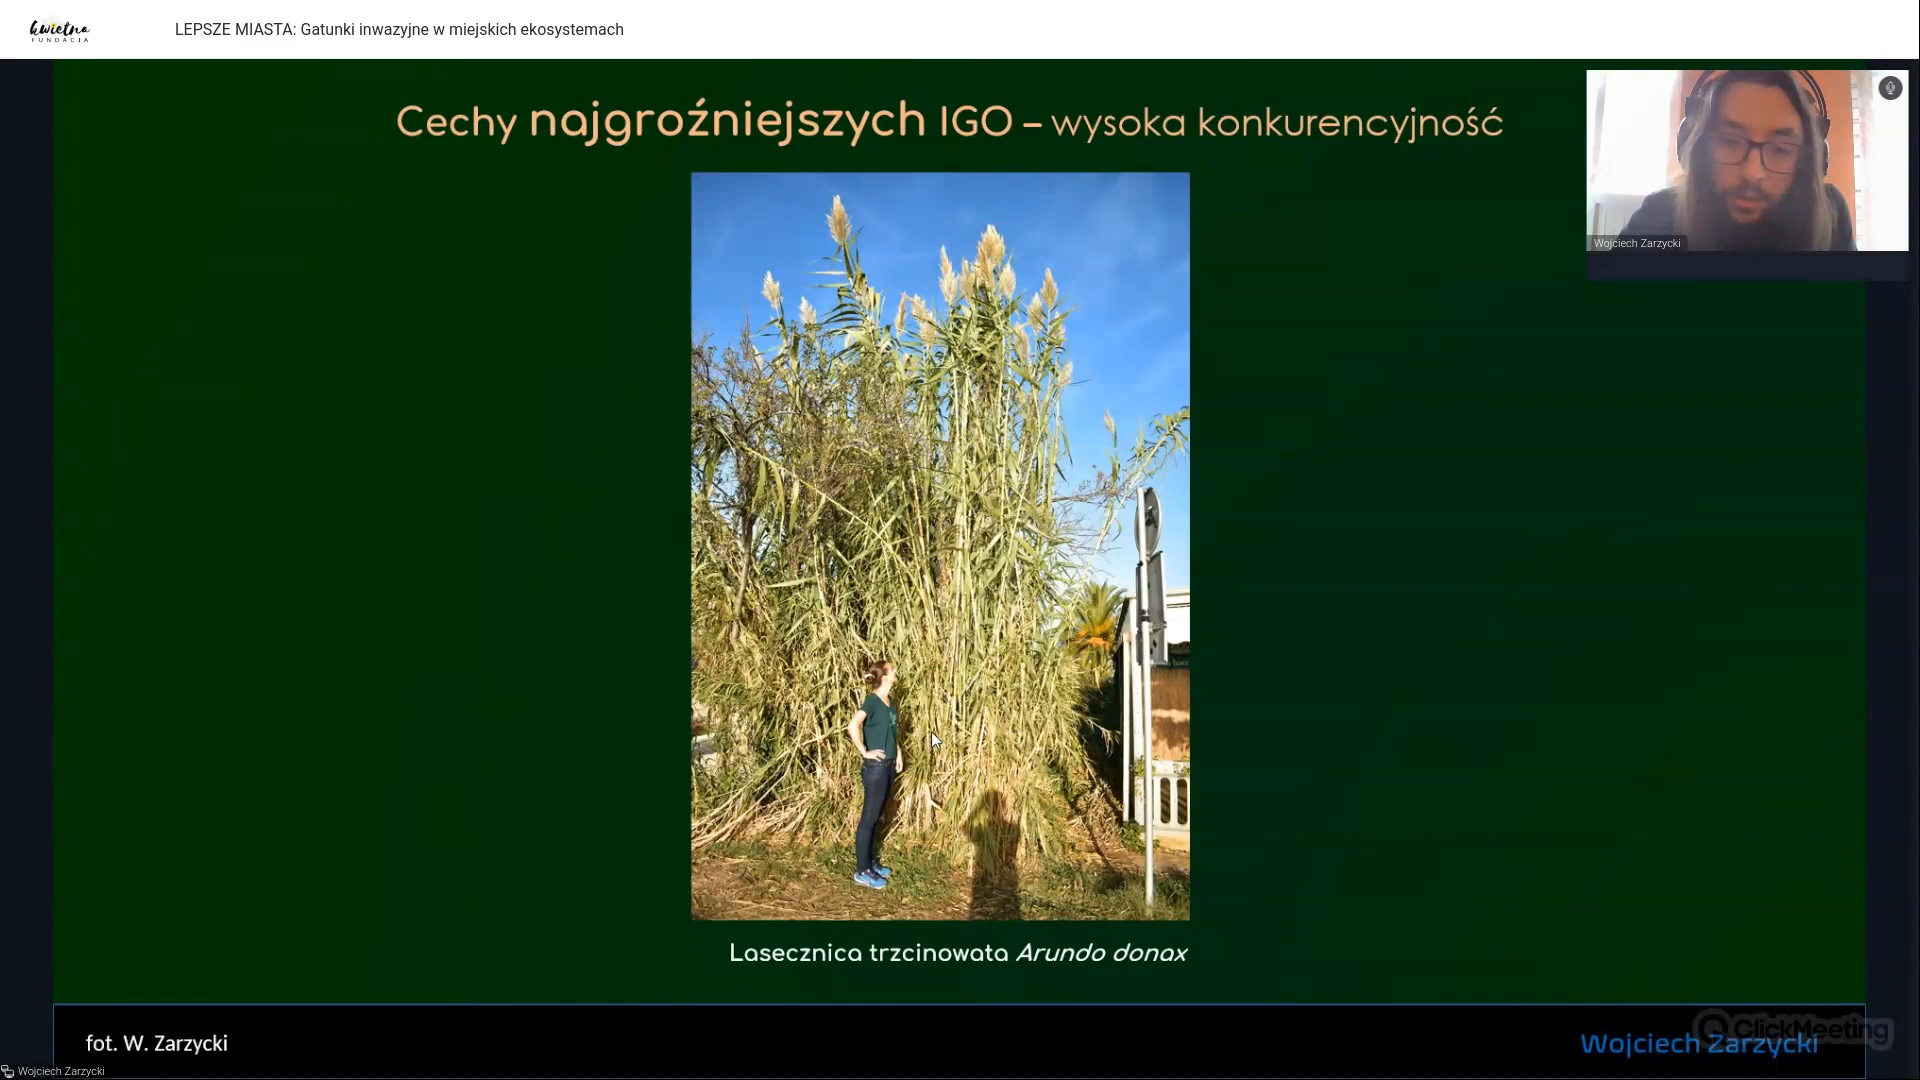 kwietna
FUNDACJA
LEPSZE MIASTA: Gatunki inwazyjne w miejskich ekosystemach
Cechy najgroźniejszych IGO – wysoka konkurencyjność
Wojciech Zarzycki
Lasecznica trzcinowata Arundo donax
fot. W. Zarzycki
ClickMeeting
Wojciech Zarzycki
Wojciech Zarzycki